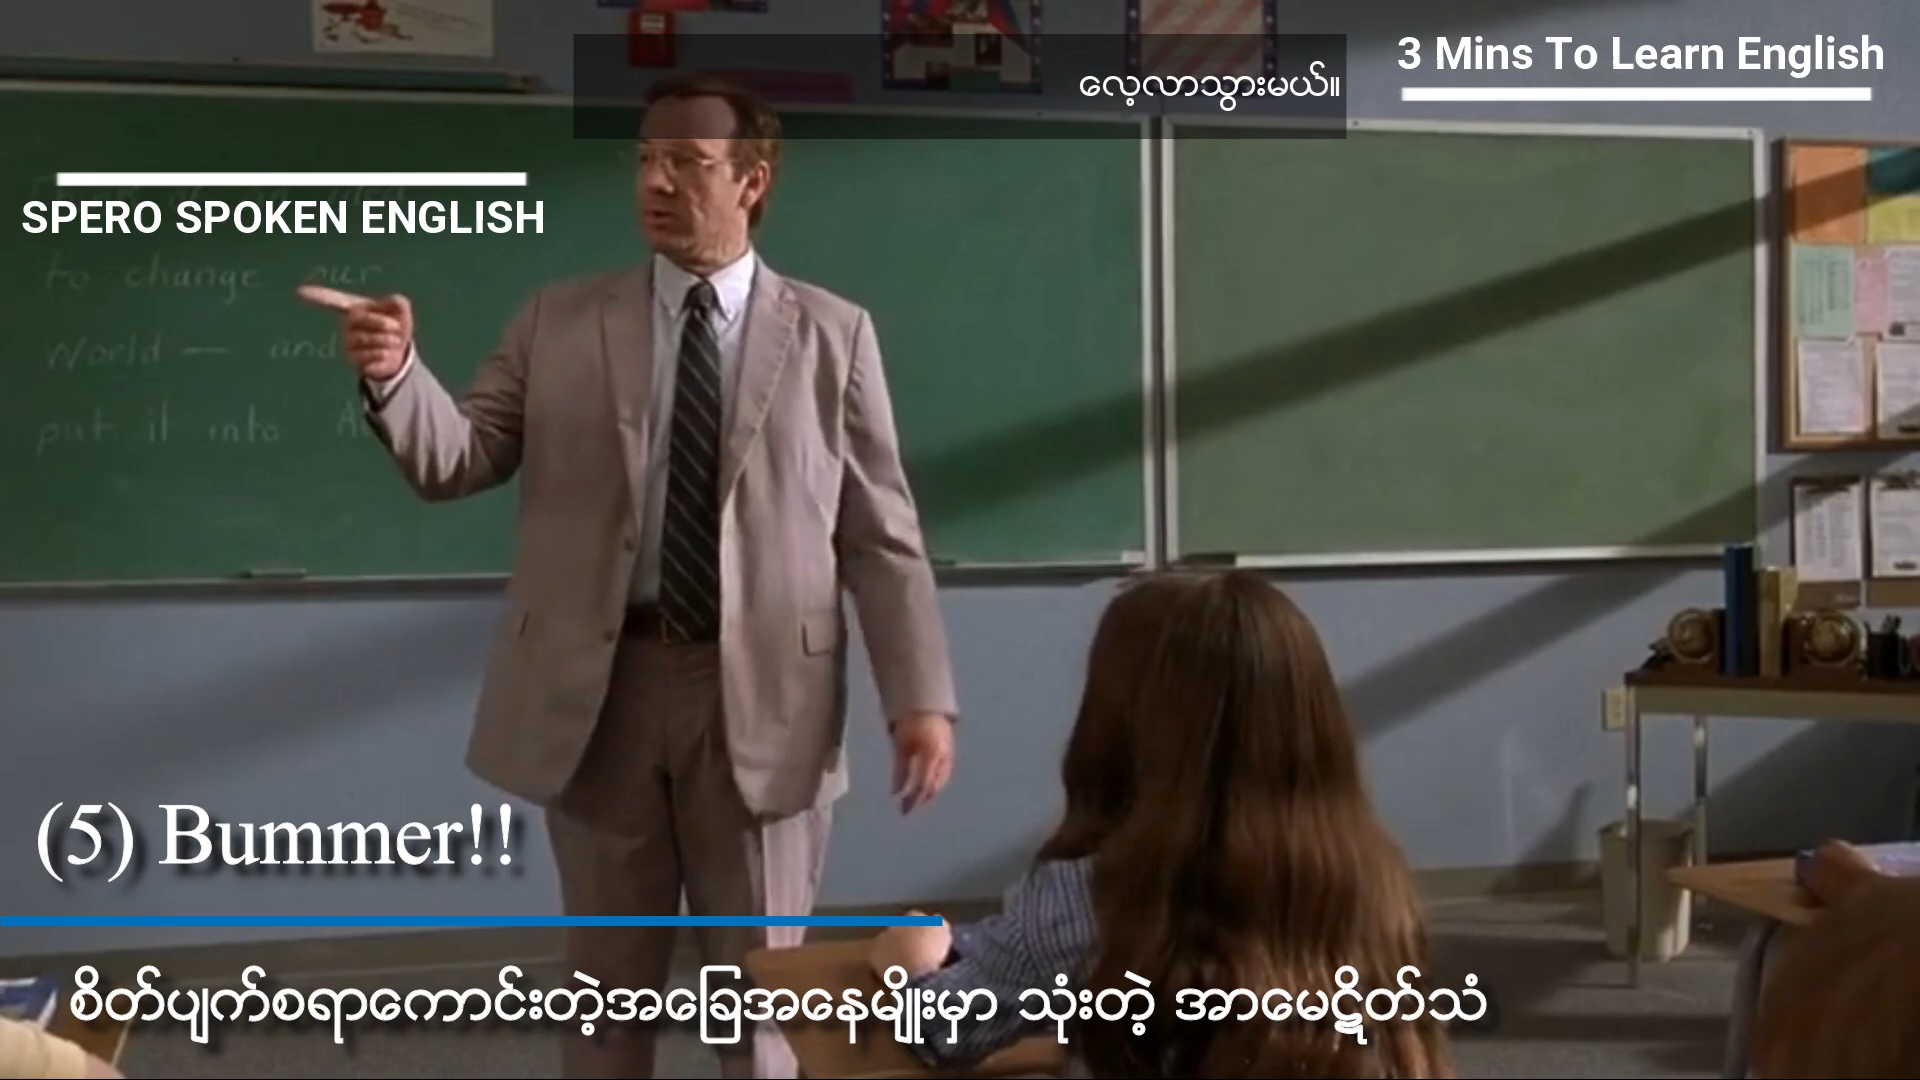 3 Mins To Learn English
လေ့လာသွားမယ်။
SPERO SPOKEN ENGLISH
to change our
World — and
put it into
(5) Bummer!!
စိတ်ပျက်စရာကောင်းတဲ့အခြေအနေမျိုးမှာ သုံးတဲ့ အာမေဋိတ်သံ